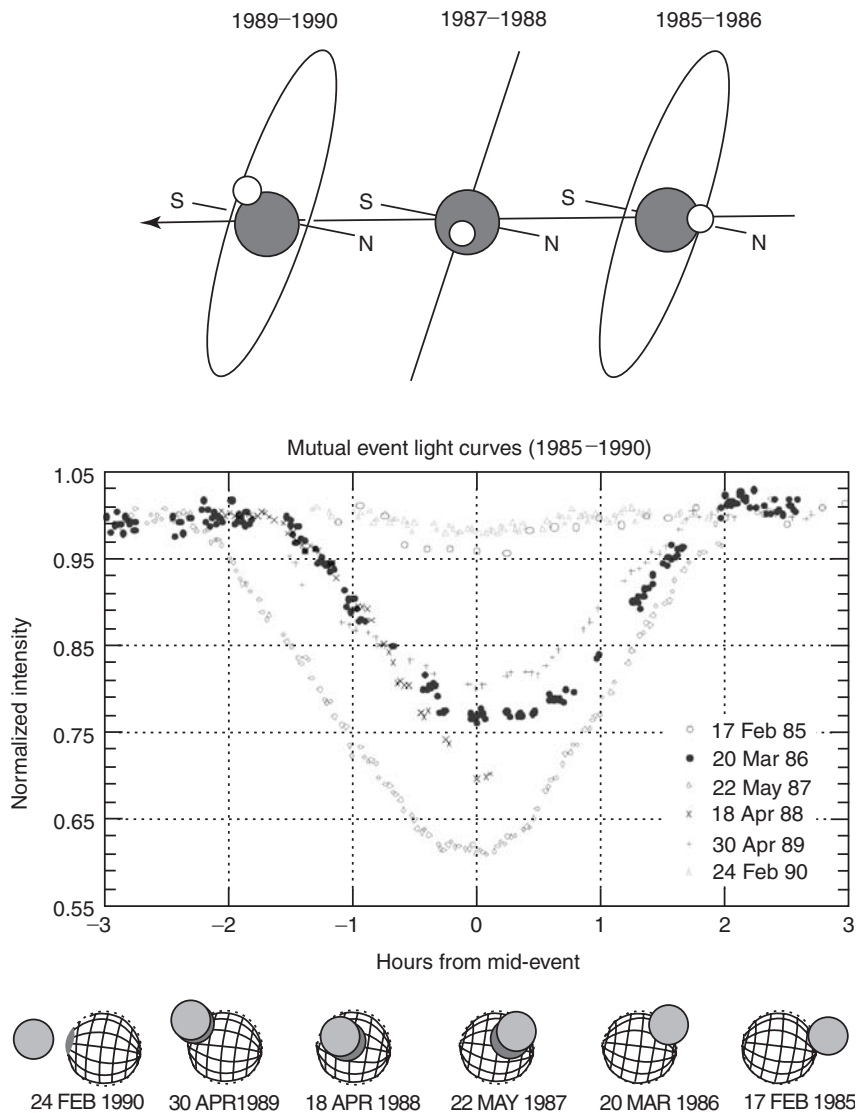 1989–1990 1987–1988 1985–1986
S S S
N N N
Mutual event light curves (1985–1990)
1.05
0.95
0.85
0.75
0.65
0.55
Normalized intensity
17 Feb 85
20 Mar 86
22 May 87
18 Apr 88
30 Apr 89
24 Feb 90
−3 −2 −1 0 1 2 3
Hours from mid-event
24 FEB 1990 30 APR1989 18 APR 1988 22 MAY 1987 20 MAR 1986 17 FEB 1985